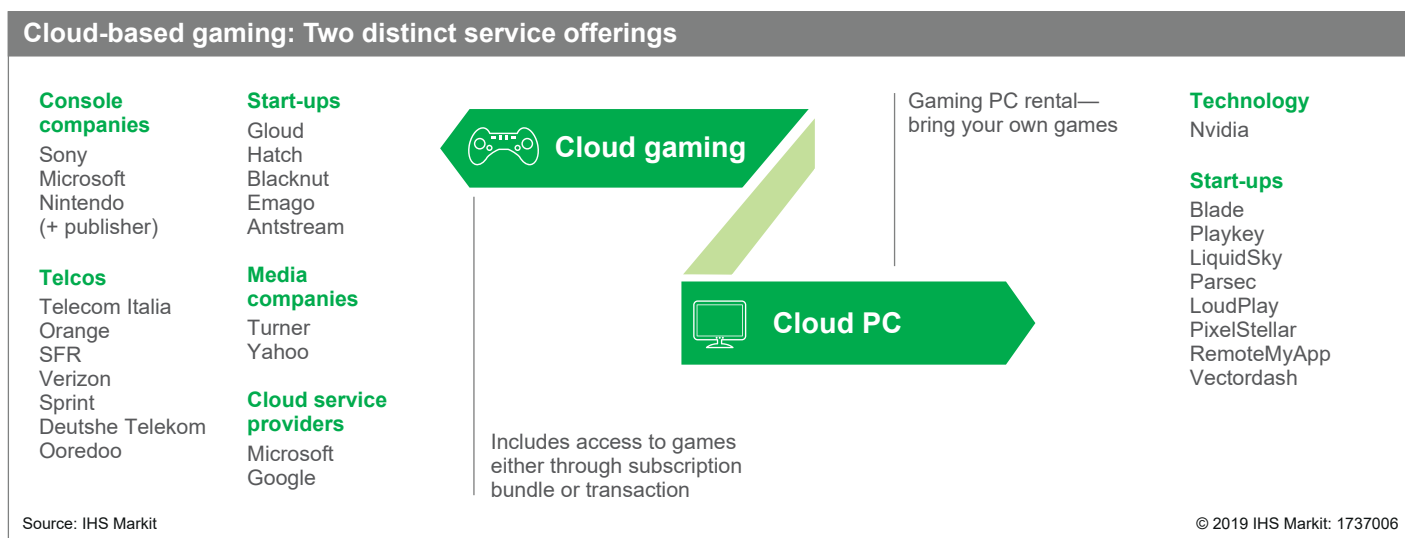 Cloud-based gaming: Two distinct service offerings
Console
companies
Sony
Microsoft
Nintendo
(+ publisher)
Telcos
Telecom Italia
Orange
SFR
Verizon
Sprint
Deutshe Telekom
Ooredoo
Start-ups
Gloud
Hatch
Blacknut
Emago
Antstream
Media
companies
Turner
Yahoo
Cloud service
providers
Microsoft
Google
Cloud gaming
Includes access to games
either through subscription
bundle or transaction
Gaming PC rental—
bring your own games
Cloud PC
Technology
Nvidia
Start-ups
Blade
Playkey
LiquidSky
Parsec
LoudPlay
PixelStellar
RemoteMyApp
Vectordash
Source: IHS Markit
© 2019 IHS Markit: 1737006